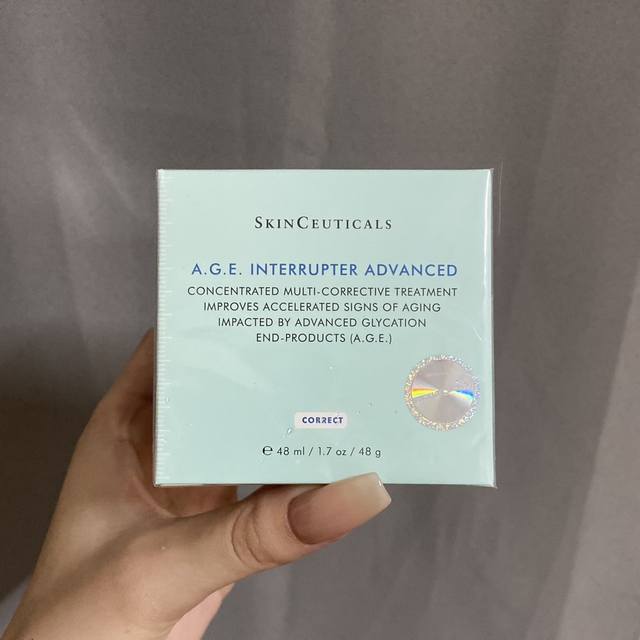 SKINCEUTICALS
A.G.E. INTERRUPTER ADVANCED
CONCENTRATED MULTI-CORRECTIVE TREATMENT
IMPROVES ACCELERATED SIGNS OF AGING
IMPACTED BY ADVANCED GLYCATION
END-PRODUCTS (A.G.E.)
CORRECT
℮ 48 ml / 1.7 oz / 48 g